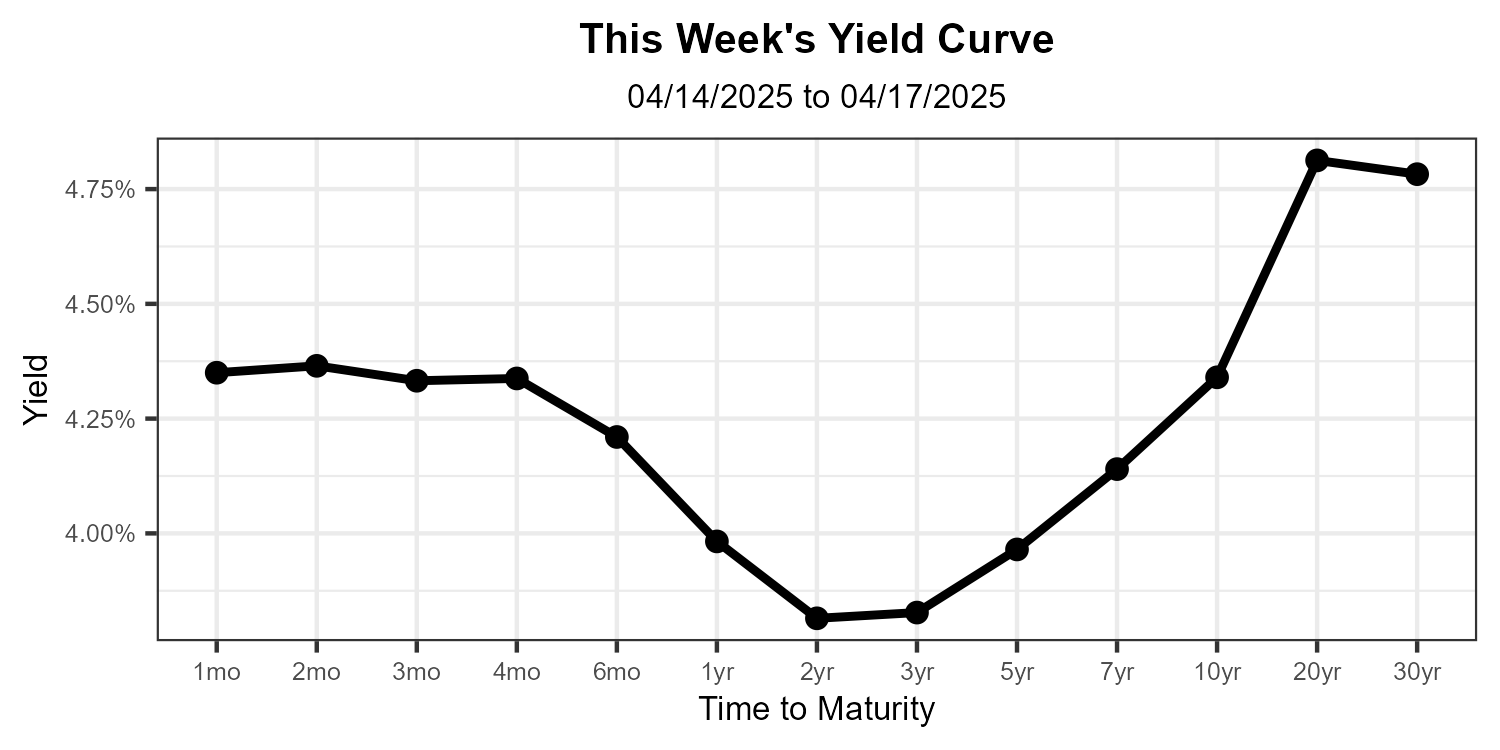 This Week's Yield Curve
04/14/2025 to 04/17/2025
Yield
4.75%
4.50%
4.25%
4.00%
1mo 2mo 3mo 4mo 6mo 1yr 2yr 3yr 5yr 7yr 10yr 20yr 30yr
Time to Maturity